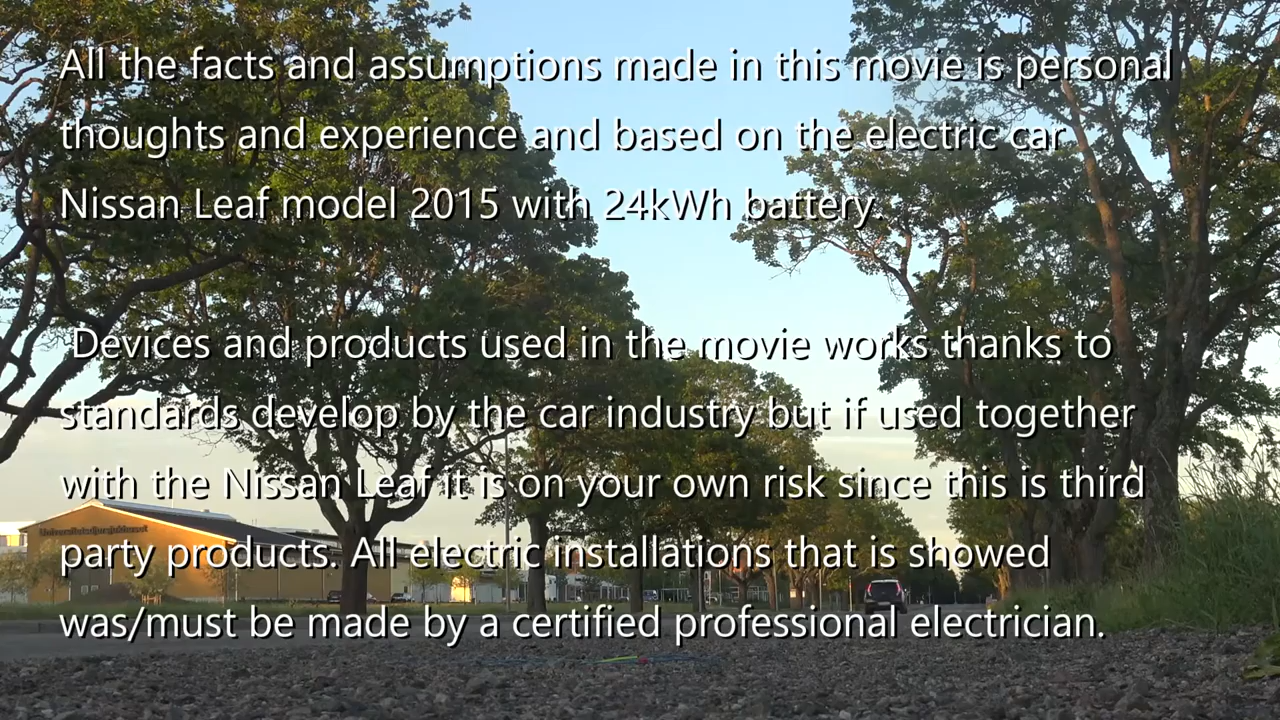 All the facts and assumptions made in this movie is personal
thoughts and experience and based on the electric car
Nissan Leaf model 2015 with 24kWh battery.
Devices and products used in the movie works thanks to
standards develop by the car industry but if used together
with the Nissan Leaf it is on your own risk since this is third
party products. All electric installations that is showed
was/must be made by a certified professional electrician.
Universitetsdjursjukhuset